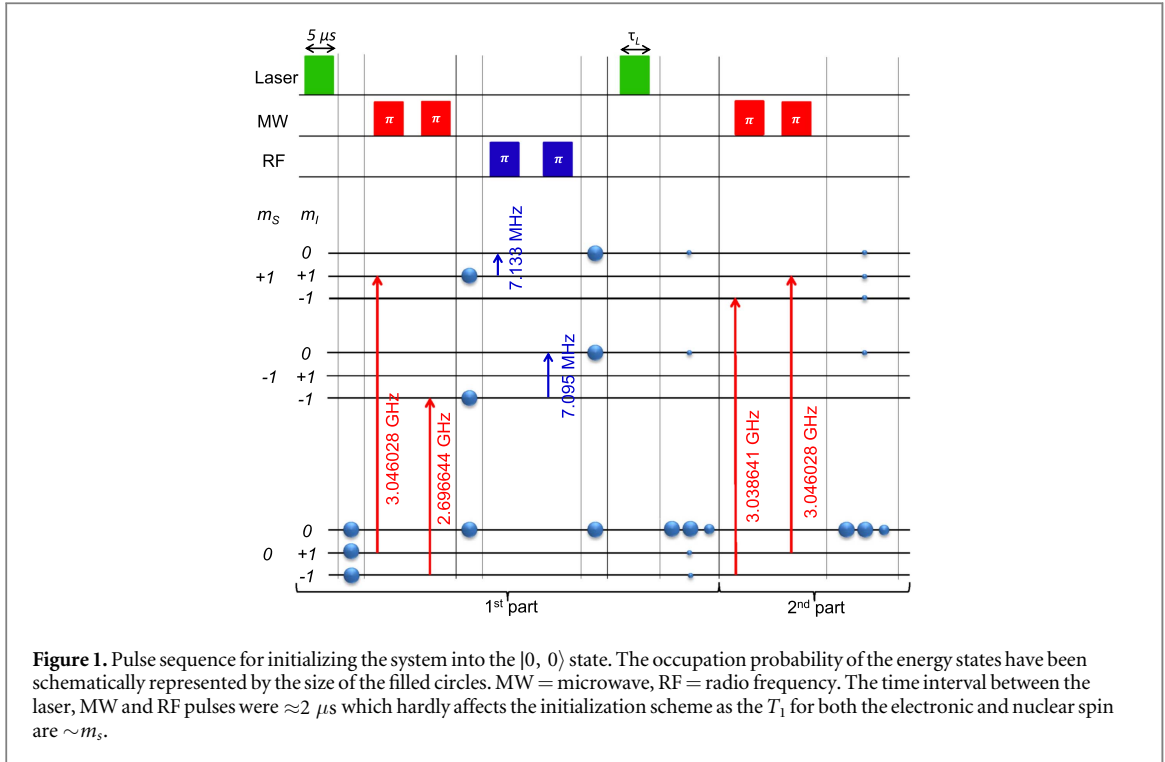 5 μs
τL
Laser
MW
π
π
π
π
RF
π
π
mS
mI
7.133 MHz
0
+1
+1
-1
7.095 MHz
0
-1
+1
-1
3.046028 GHz
2.696644 GHz
3.038641 GHz
3.046028 GHz
0
0
+1
-1
1st part
2nd part
Figure 1. Pulse sequence for initializing the system into the |0, 0⟩ state. The occupation probability of the energy states have been
schematically represented by the size of the filled circles. MW = microwave, RF = radio frequency. The time interval between the
laser, MW and RF pulses were ≈2 μs which hardly affects the initialization scheme as the T1 for both the electronic and nuclear spin
are ∼ms.